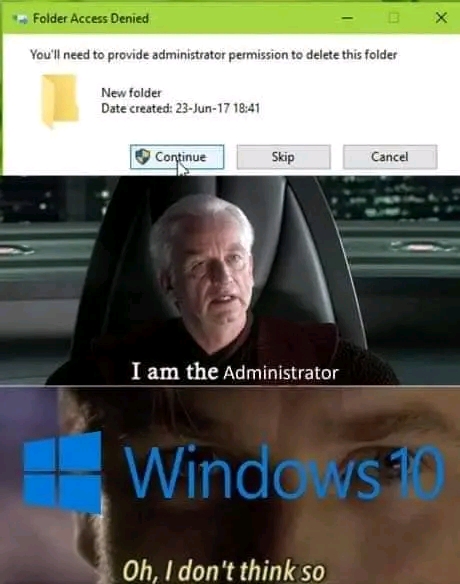 Folder Access Denied
You'll need to provide administrator permission to delete this folder
New folder
Date created: 23-Jun-17 18:41
Continue Skip Cancel
I am the Administrator
Windows 10
Oh, I don't think so